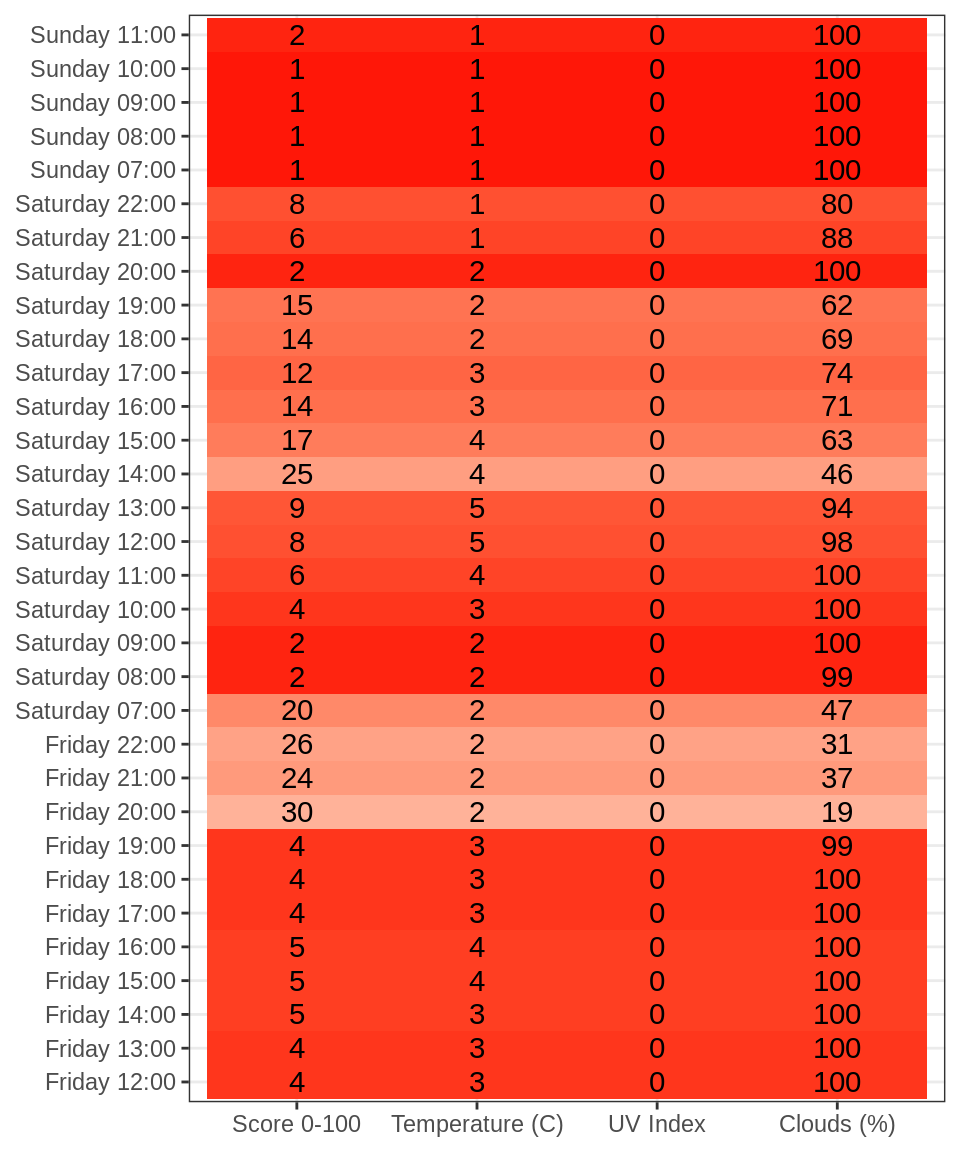 Sunday 11:00 2 1 0 100
Sunday 10:00 1 1 0 100
Sunday 09:00 1 1 0 100
Sunday 08:00 1 1 0 100
Sunday 07:00 1 1 0 100
Saturday 22:00 8 1 0 80
Saturday 21:00 6 1 0 88
Saturday 20:00 2 2 0 100
Saturday 19:00 15 2 0 62
Saturday 18:00 14 2 0 69
Saturday 17:00 12 3 0 74
Saturday 16:00 14 3 0 71
Saturday 15:00 17 4 0 63
Saturday 14:00 25 4 0 46
Saturday 13:00 9 5 0 94
Saturday 12:00 8 5 0 98
Saturday 11:00 6 4 0 100
Saturday 10:00 4 3 0 100
Saturday 09:00 2 2 0 100
Saturday 08:00 2 2 0 99
Saturday 07:00 20 2 0 47
Friday 22:00 26 2 0 31
Friday 21:00 24 2 0 37
Friday 20:00 30 2 0 19
Friday 19:00 4 3 0 99
Friday 18:00 4 3 0 100
Friday 17:00 4 3 0 100
Friday 16:00 5 4 0 100
Friday 15:00 5 4 0 100
Friday 14:00 5 3 0 100
Friday 13:00 4 3 0 100
Friday 12:00 4 3 0 100
Score 0-100 Temperature (C) UV Index Clouds (%)